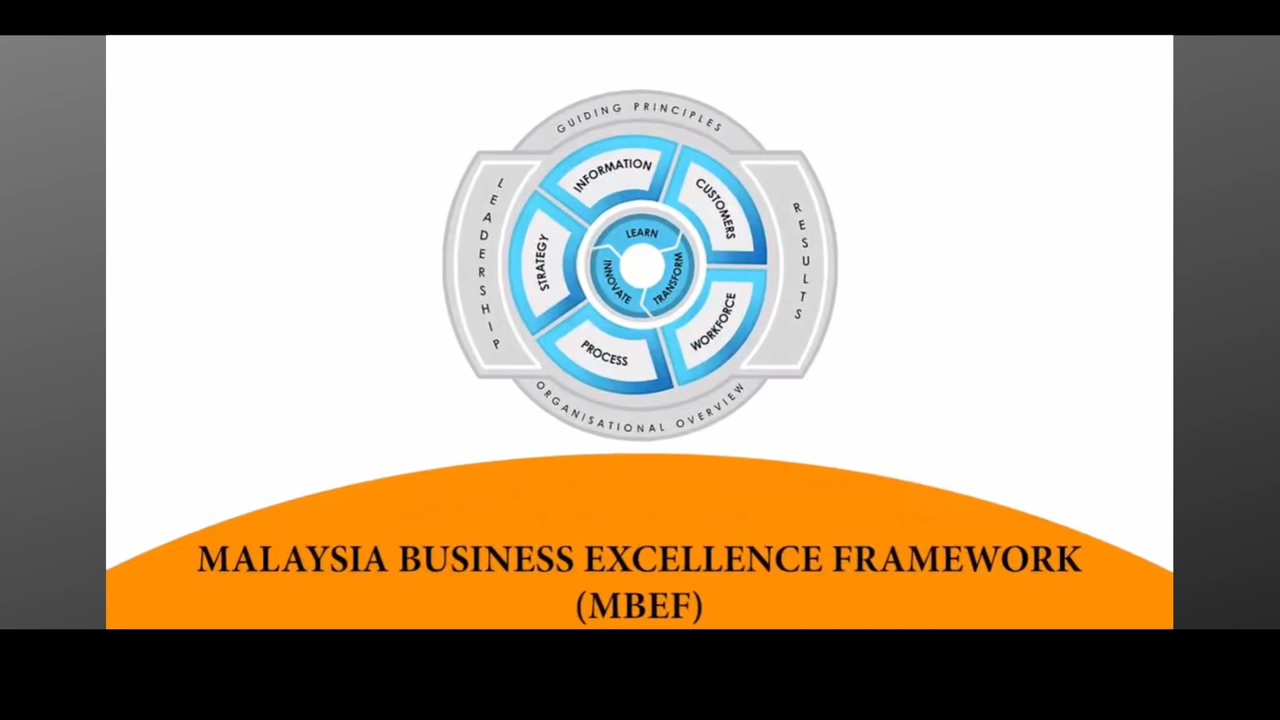 GUIDING PRINCIPLES
LEADERSHIP
INFORMATION
CUSTOMERS
RESULTS
STRATEGY
LEARN
INNOVATE
TRANSFORM
WORKFORCE
PROCESS
ORGANISATIONAL OVERVIEW
MALAYSIA BUSINESS EXCELLENCE FRAMEWORK
(MBEF)